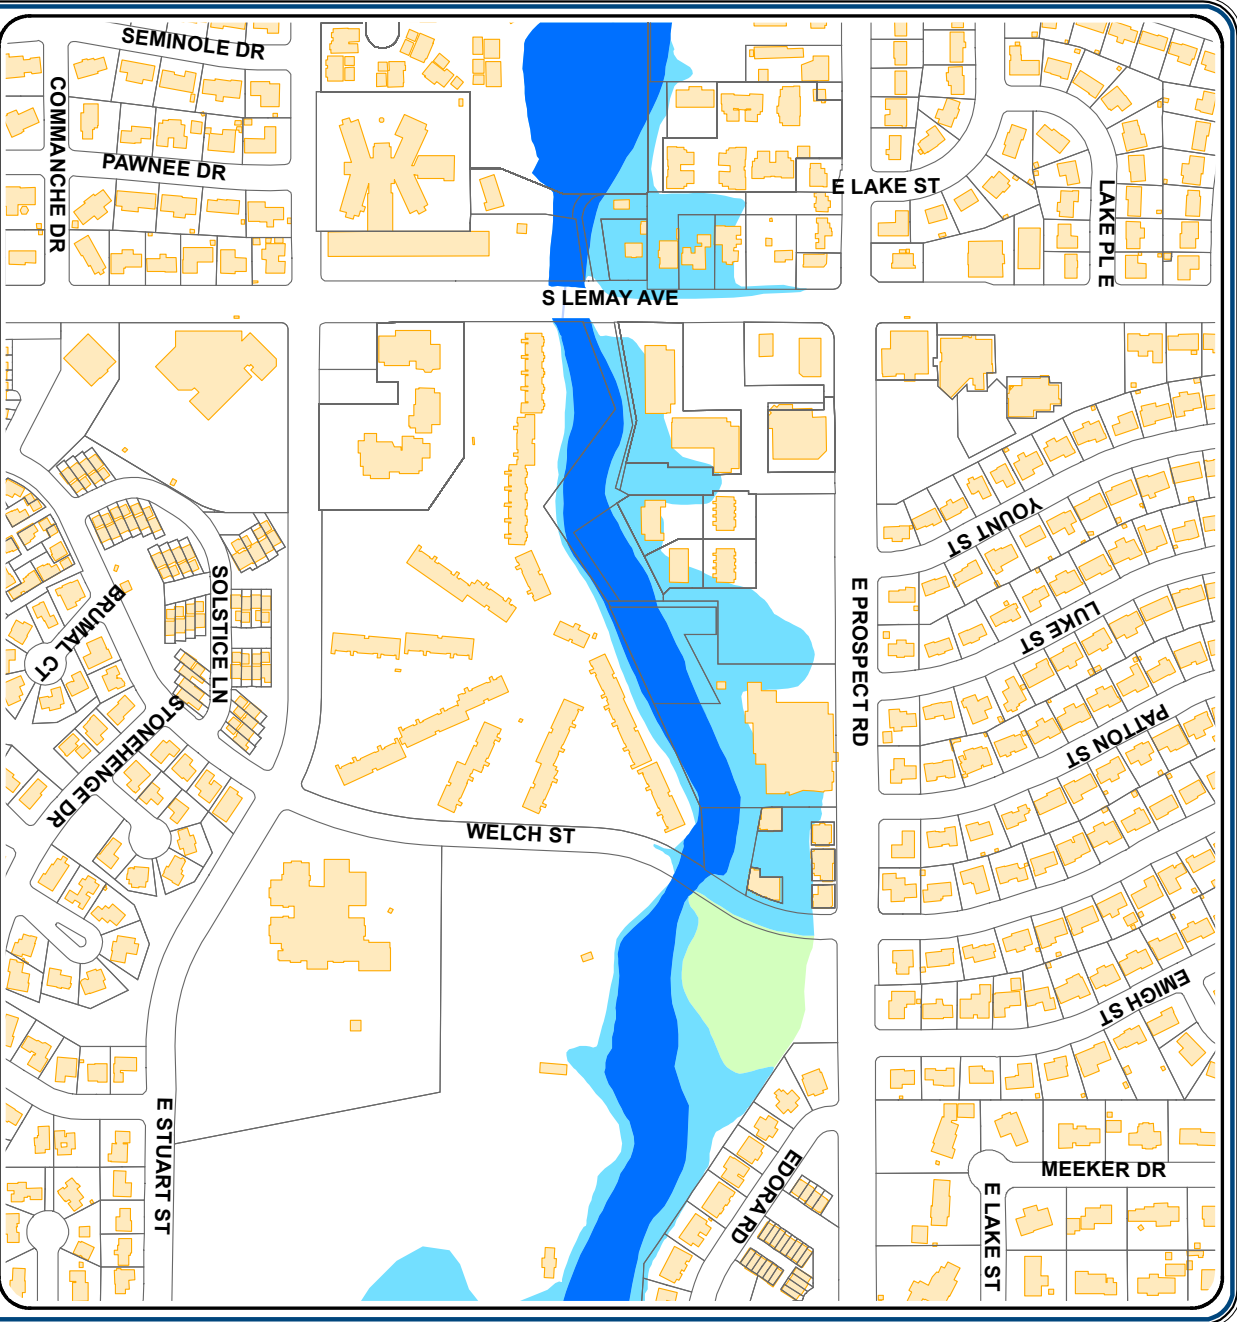 SEMINOLE DR
COMMANCHE DR
PAWNEE DR
E LAKE ST
LAKE PL E
S LEMAY AVE
YOUNT ST
SOLSTICE LN
BRUMAL CT
E PROSPECT RD
LUKE ST
STONEHENGE DR
PATTON ST
WELCH ST
EMIGH ST
E STUART ST
EDORA RD
MEEKER DR
E LAKE ST